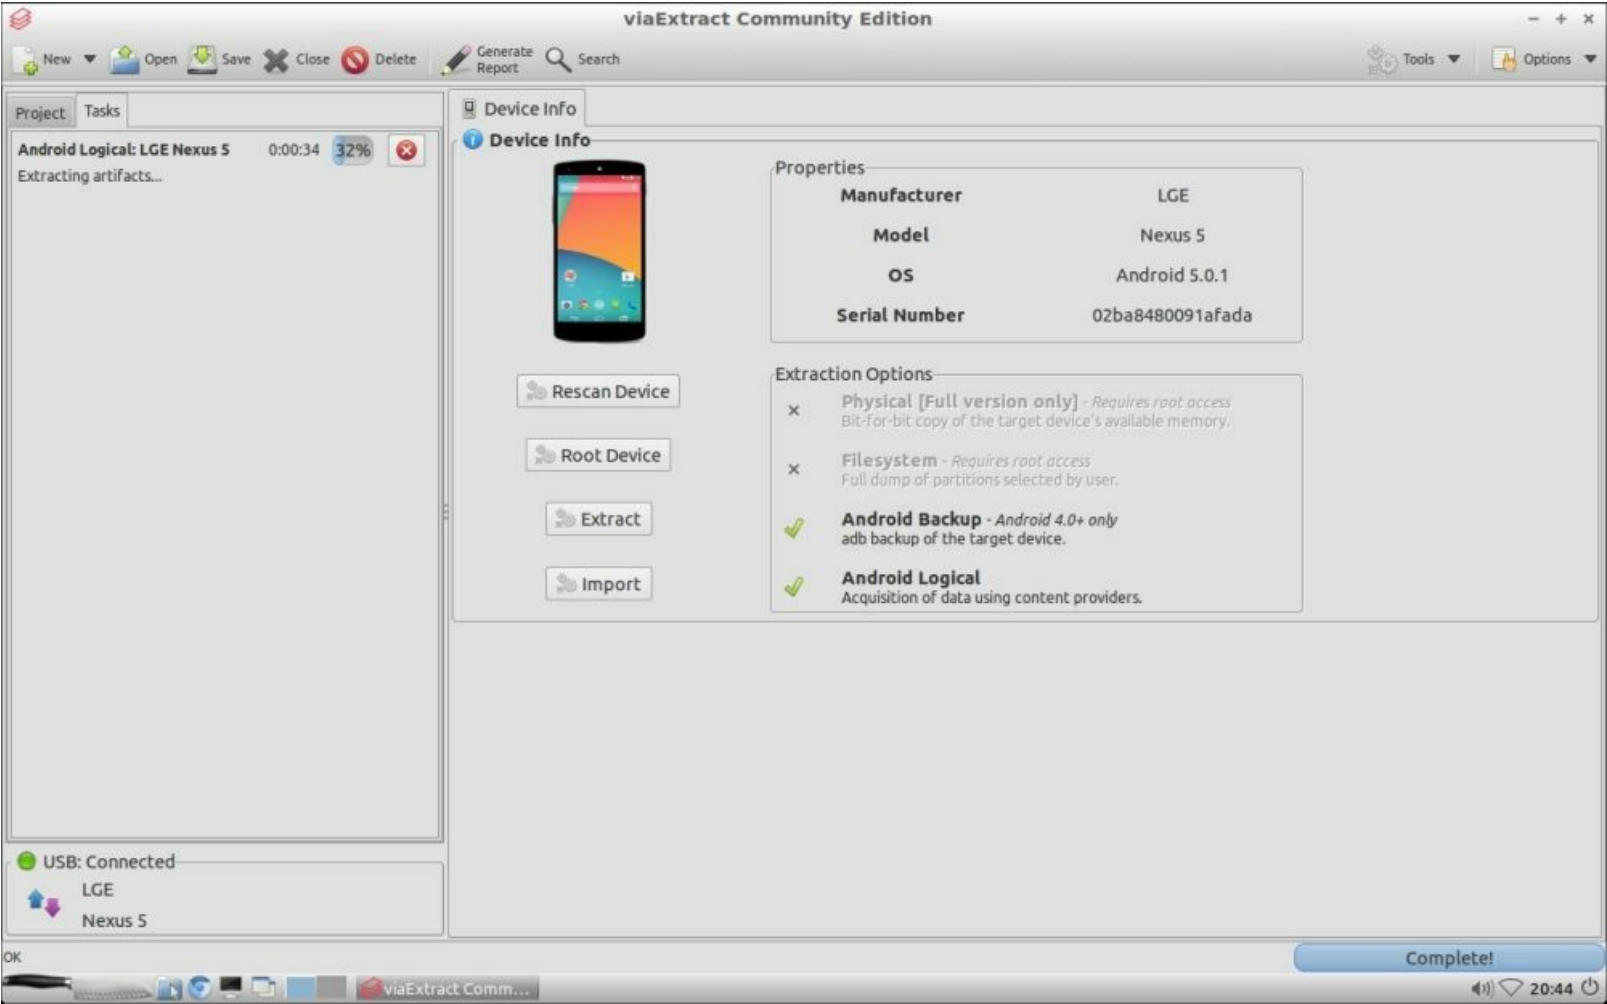 viaExtract Community Edition
New Open Save Close Delete Generate Report Search Tools Options
Project Tasks
Android Logical: LGE Nexus 5 0:00:34 32%
Extracting artifacts...
Device Info
Device Info
Properties
Manufacturer LGE
Model Nexus 5
OS Android 5.0.1
Serial Number 02ba8480091afada
Rescan Device
Root Device
Extract
Import
Extraction Options
Physical [Full version only] - Requires root access
Bit-for-bit copy of the target device's available memory.
Filesystem - Requires root access
Full dump of partitions selected by user.
Android Backup - Android 4.0+ only
adb backup of the target device.
Android Logical
Acquisition of data using content providers.
USB: Connected
LGE
Nexus 5
OK
Complete!
viaExtract Comm...
20:44